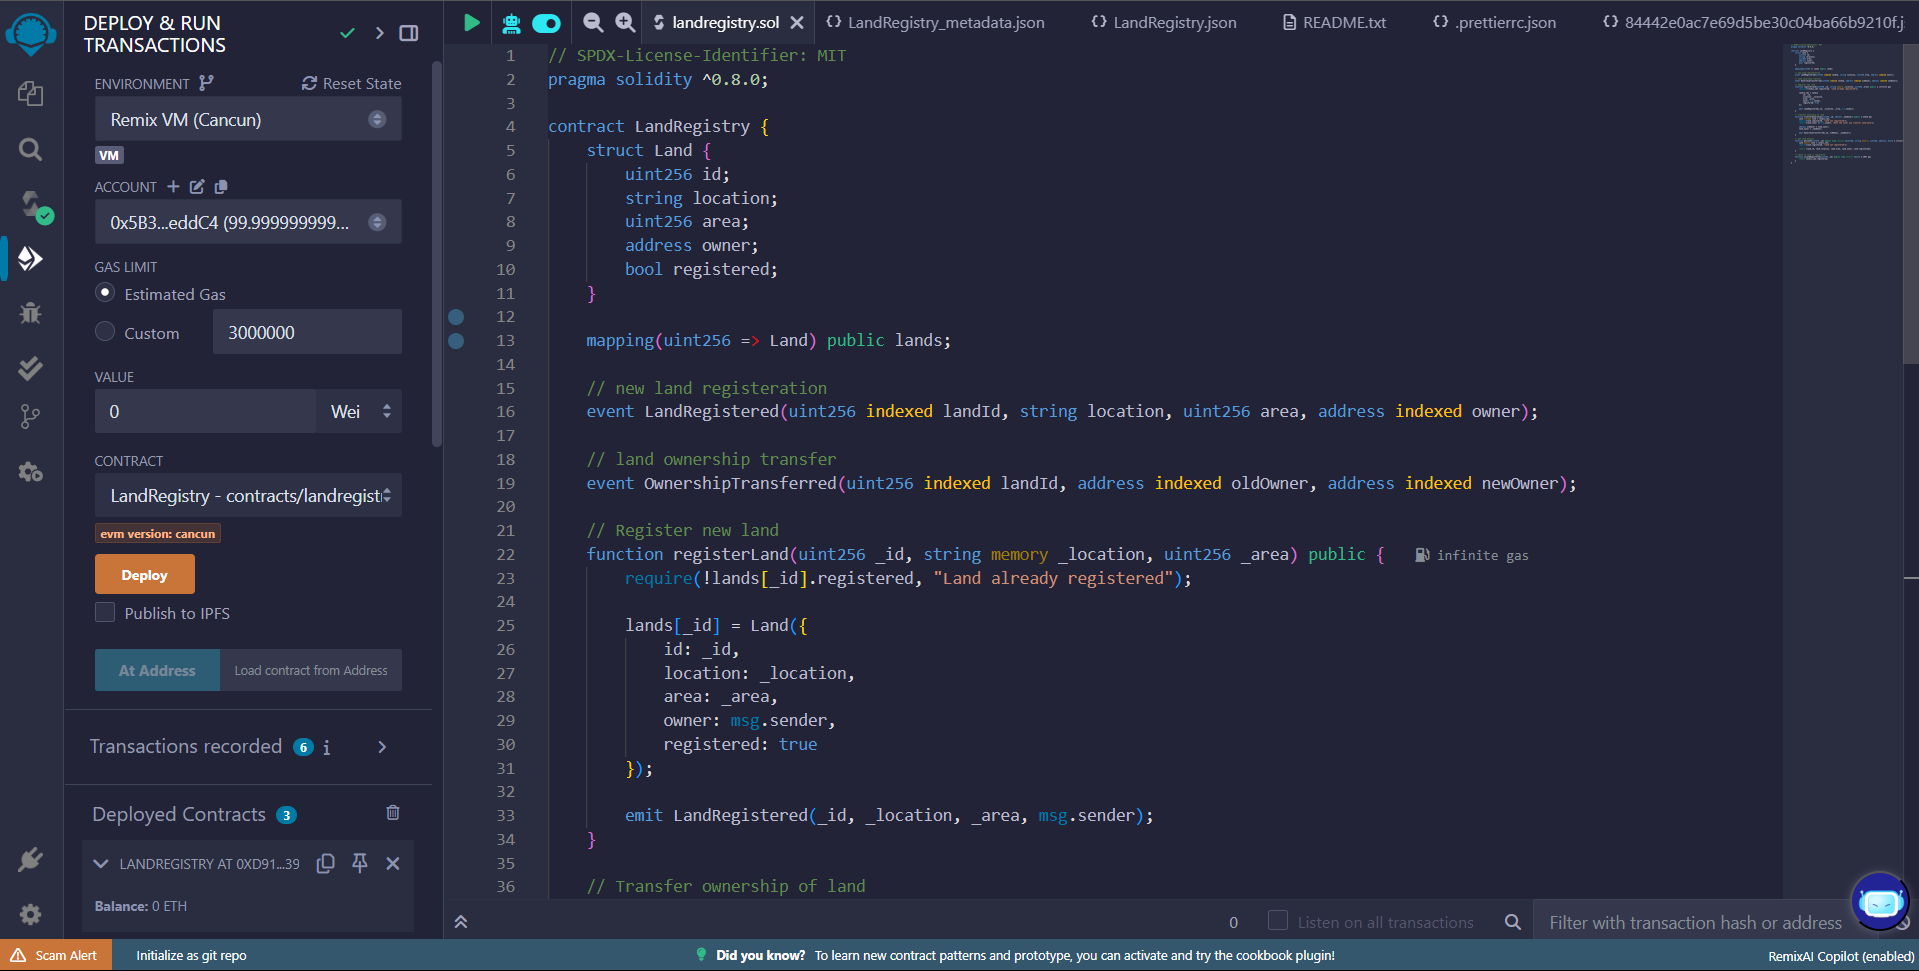 DEPLOY & RUN
TRANSACTIONS
ENVIRONMENT
Reset State
Remix VM (Cancun)
VM
ACCOUNT
0x5B3...eddC4 (99.999999999...
GAS LIMIT
Estimated Gas
Custom
3000000
VALUE
0
Wei
CONTRACT
LandRegistry - contracts/landregist
evm version: cancun
Deploy
Publish to IPFS
At Address
Load contract from Address
Transactions recorded 6 i
Deployed Contracts 3
LANDREGISTRY AT 0XD91...39
Balance: 0 ETH
landregistry.sol
LandRegistry_metadata.json
LandRegistry.json
README.txt
.prettierrc.json
84442e0ac7e69d5be30c04ba66b9210f.j
1 // SPDX-License-Identifier: MIT
2 pragma solidity ^0.8.0;
3
4 contract LandRegistry {
5 struct Land {
6 uint256 id;
7 string location;
8 uint256 area;
9 address owner;
10 bool registered;
11 }
12
13 mapping(uint256 => Land) public lands;
14
15 // new land registeration
16 event LandRegistered(uint256 indexed landId, string location, uint256 area, address indexed owner);
17
18 // land ownership transfer
19 event OwnershipTransferred(uint256 indexed landId, address indexed oldOwner, address indexed newOwner);
20
21 // Register new land
22 function registerLand(uint256 _id, string memory _location, uint256 _area) public { infinite gas
23 require(!lands[_id].registered, "Land already registered");
24
25 lands[_id] = Land({
26 id: _id,
27 location: _location,
28 area: _area,
29 owner: msg.sender,
30 registered: true
31 });
32
33 emit LandRegistered(_id, _location, _area, msg.sender);
34 }
35
36 // Transfer ownership of land
0
Listen on all transactions
Filter with transaction hash or address
Scam Alert
Initialize as git repo
Did you know? To learn new contract patterns and prototype, you can activate and try the cookbook plugin!
RemixAI Copilot (enabled)